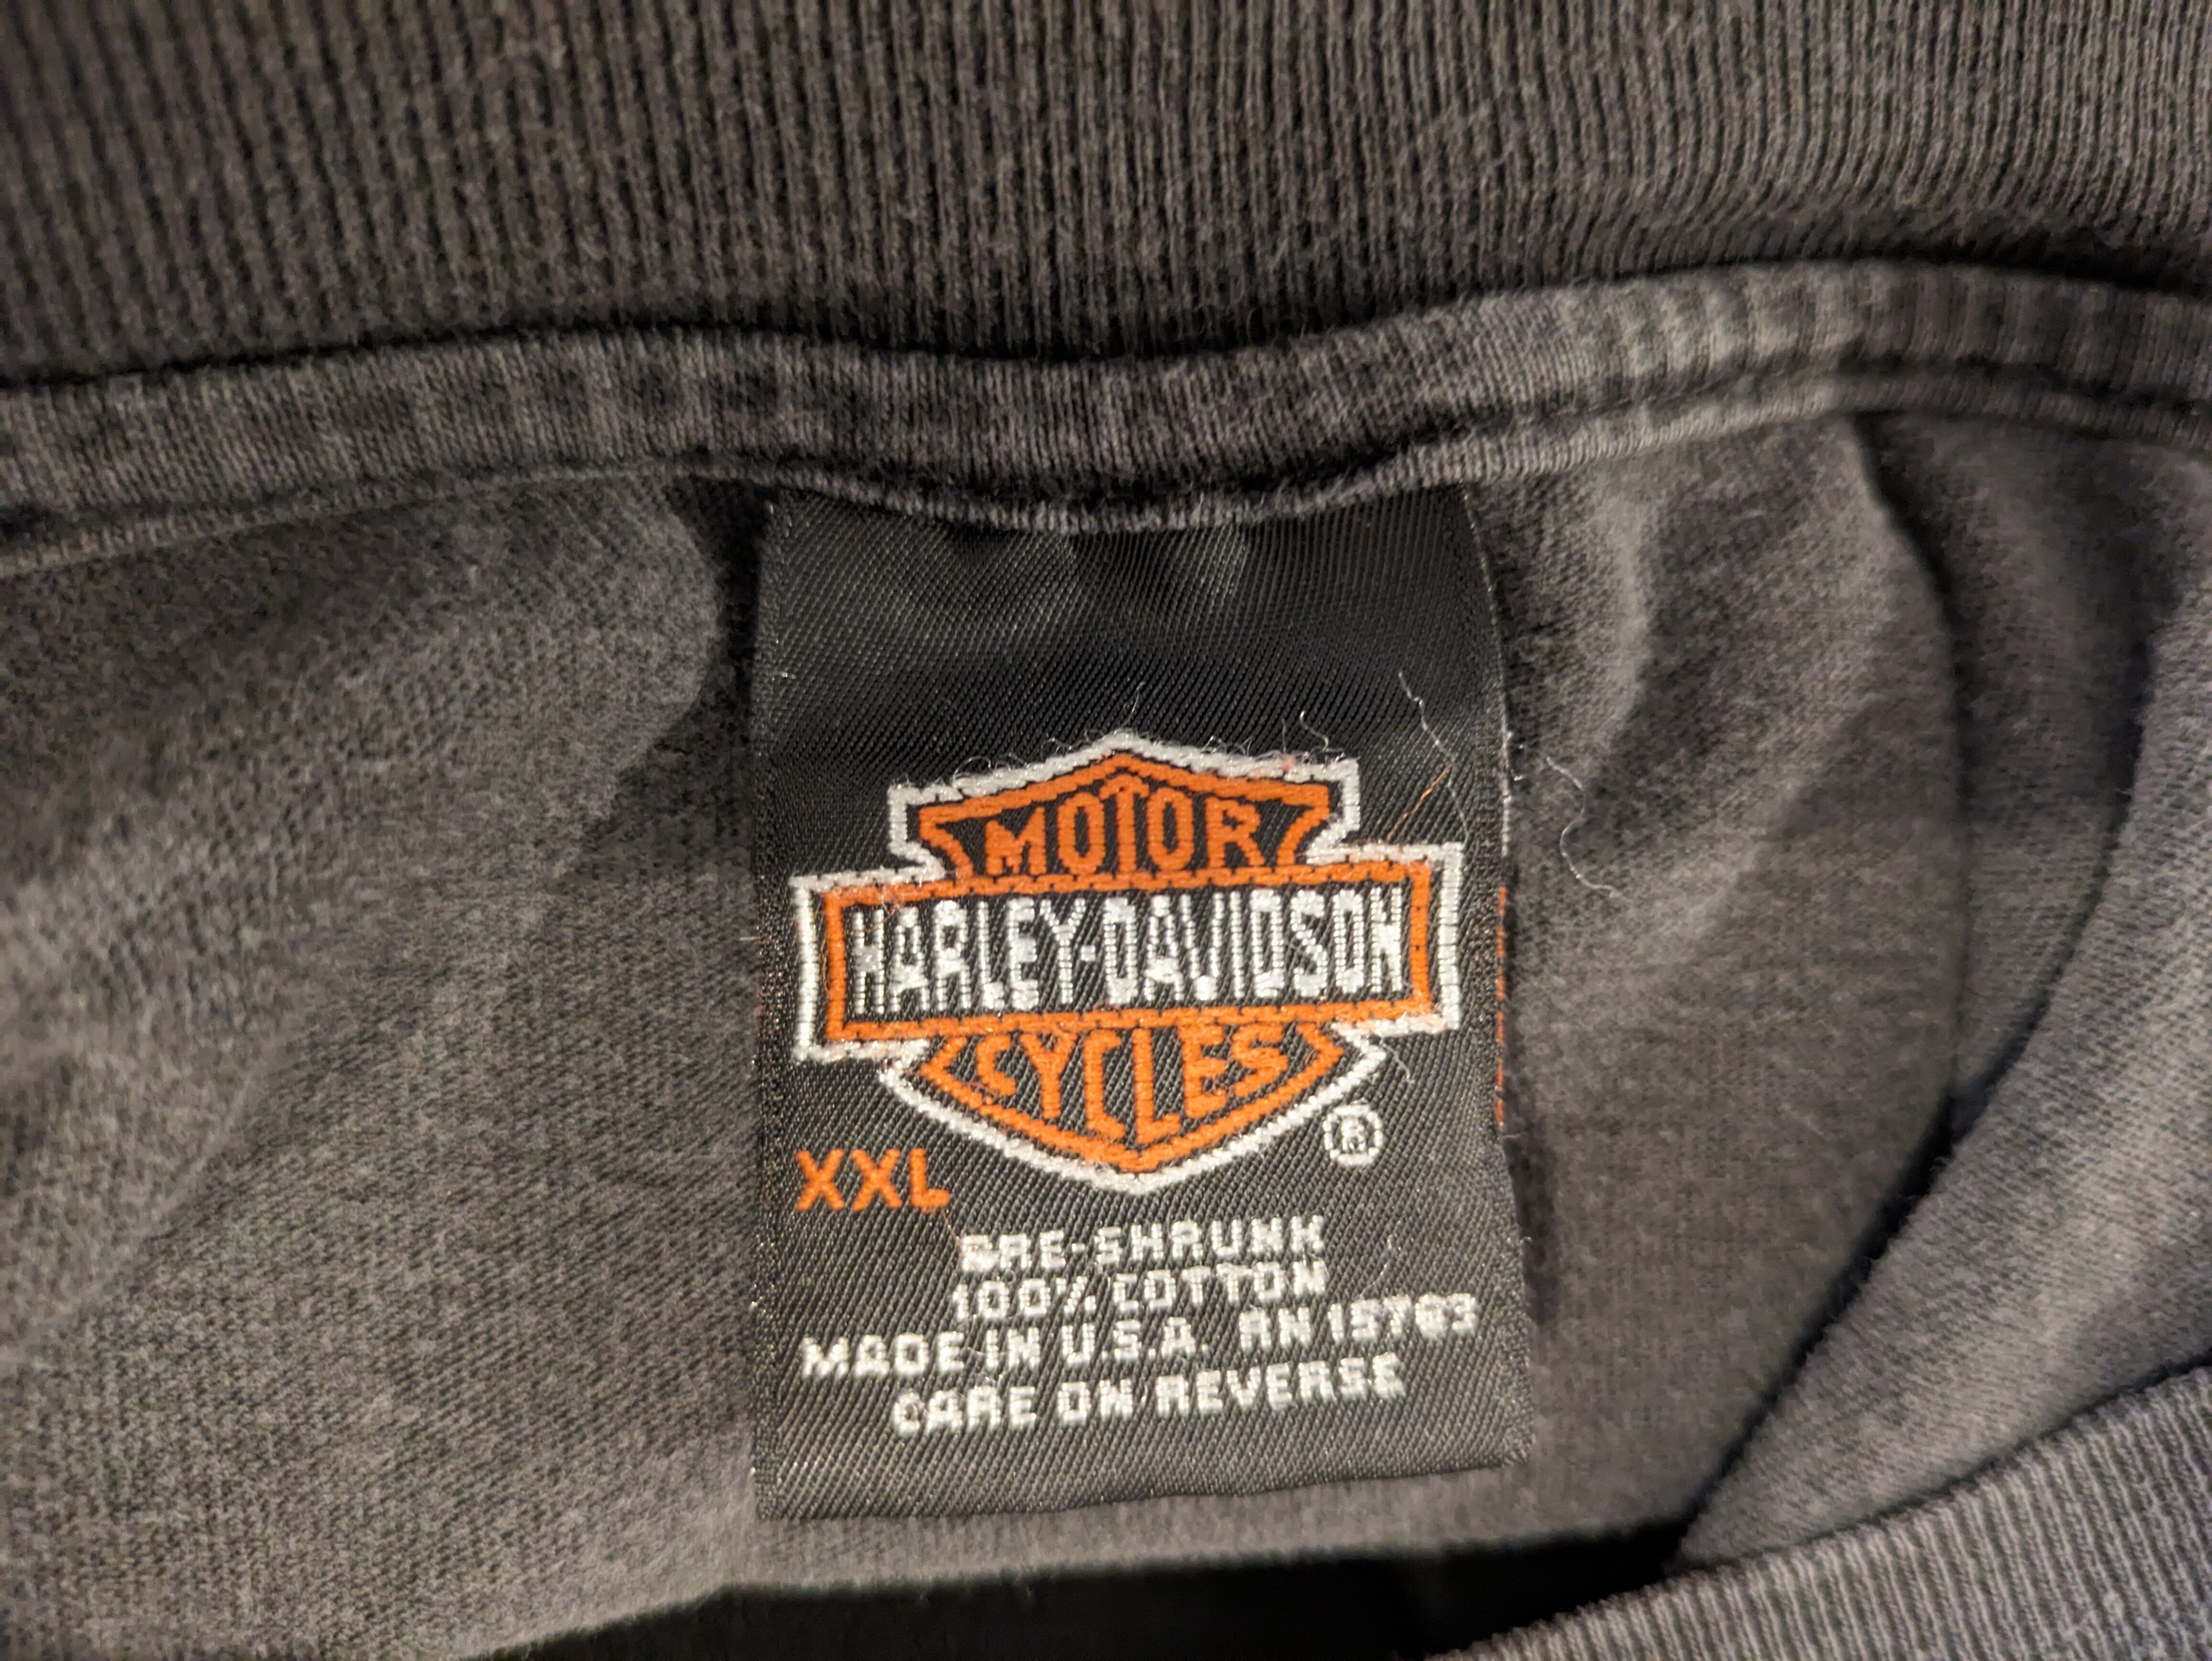 MOTOR
HARLEY-DAVIDSON
CYCLES
®
XXL
PRE-SHRUNK
100% COTTON
MADE IN U.S.A. RN 15763
CARE ON REVERSE